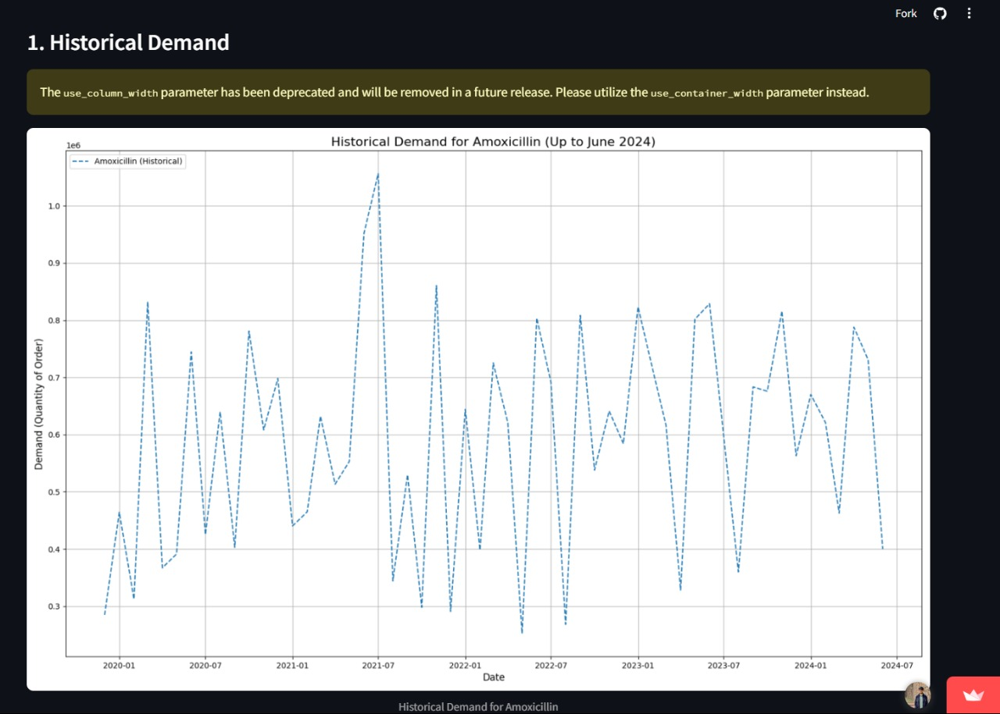 Fork
1. Historical Demand
The use_column_width parameter has been deprecated and will be removed in a future release. Please utilize the use_container_width parameter instead.
Historical Demand for Amoxicillin (Up to June 2024)
1e6
Amoxicillin (Historical)
1.0
0.9
0.8
0.7
0.6
0.5
0.4
0.3
Demand (Quantity of Order)
2020-01 2020-07 2021-01 2021-07 2022-01 2022-07 2023-01 2023-07 2024-01 2024-07
Date
Historical Demand for Amoxicillin